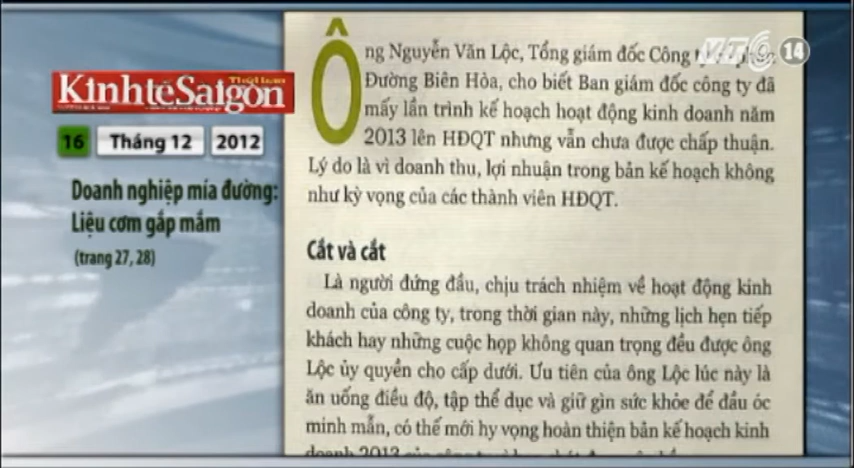 Thời báo
KinhtếSaigon
16 Tháng 12 2012
Doanh nghiệp mía đường:
Liệu cơm gắp mắm
(trang 27, 28)
VTC 14
Ông Nguyễn Văn Lộc, Tổng giám đốc Công ty
Đường Biên Hòa, cho biết Ban giám đốc công ty đã
mấy lần trình kế hoạch hoạt động kinh doanh năm
2013 lên HĐQT nhưng vẫn chưa được chấp thuận.
Lý do là vì doanh thu, lợi nhuận trong bản kế hoạch không
như kỳ vọng của các thành viên HĐQT.
Cắt và cắt
Là người đứng đầu, chịu trách nhiệm về hoạt động kinh
doanh của công ty, trong thời gian này, những lịch hẹn tiếp
khách hay những cuộc họp không quan trọng đều được ông
Lộc ủy quyền cho cấp dưới. Ưu tiên của ông Lộc lúc này là
ăn uống điều độ, tập thể dục và giữ gìn sức khỏe để đầu óc
minh mẫn, có thế mới hy vọng hoàn thiện bản kế hoạch kinh
doanh 2013